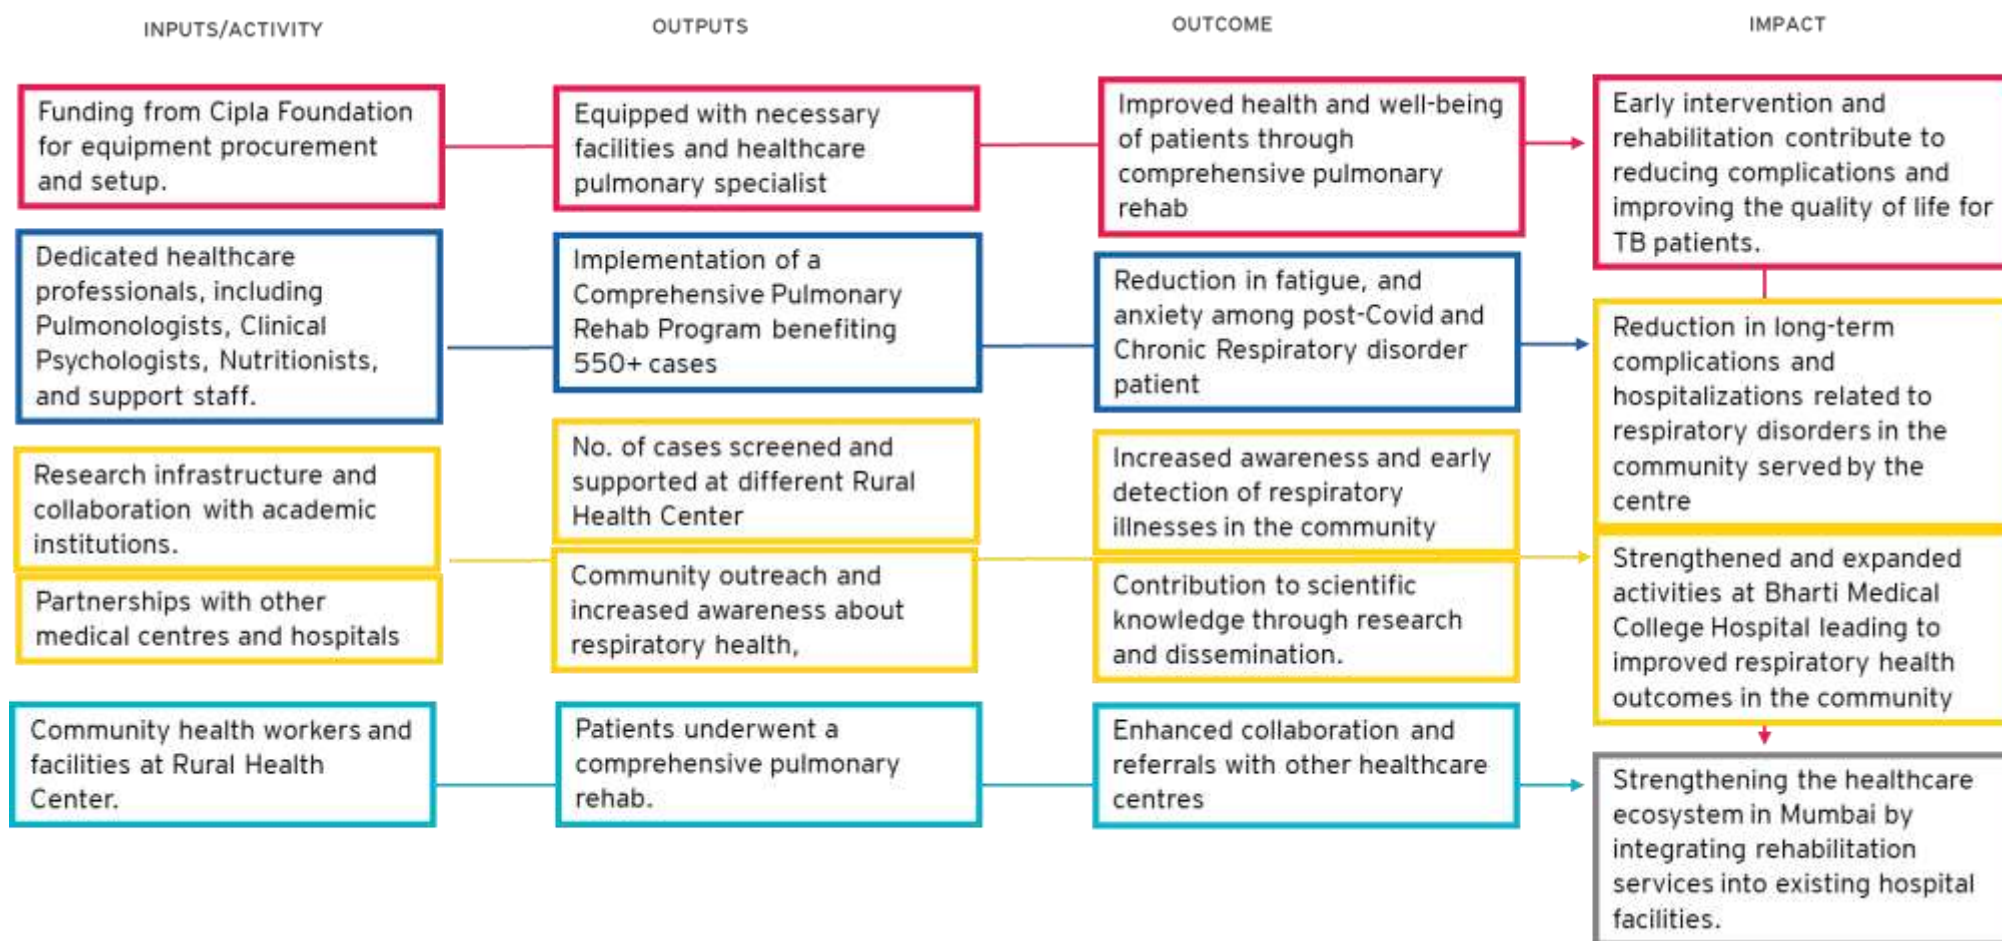 INPUTS/ACTIVITY
OUTPUTS
OUTCOME
IMPACT
Funding from Cipla Foundation
for equipment procurement
and setup.
Equipped with necessary
facilities and healthcare
pulmonary specialist
Improved health and well-being
of patients through
comprehensive pulmonary
rehab
Early intervention and
rehabilitation contribute to
reducing complications and
improving the quality of life for
TB patients.
Dedicated healthcare
professionals, including
Pulmonologists, Clinical
Psychologists, Nutritionists,
and support staff.
Implementation of a
Comprehensive Pulmonary
Rehab Program benefiting
550+ cases
Reduction in fatigue, and
anxiety among post-Covid and
Chronic Respiratory disorder
patient
Reduction in long-term
complications and
hospitalizations related to
respiratory disorders in the
community served by the
centre
Research infrastructure and
collaboration with academic
institutions.
No. of cases screened and
supported at different Rural
Health Center
Increased awareness and early
detection of respiratory
illnesses in the community
Partnerships with other
medical centres and hospitals
Community outreach and
increased awareness about
respiratory health,
Contribution to scientific
knowledge through research
and dissemination.
Strengthened and expanded
activities at Bharti Medical
College Hospital leading to
improved respiratory health
outcomes in the community
Community health workers and
facilities at Rural Health
Center.
Patients underwent a
comprehensive pulmonary
rehab.
Enhanced collaboration and
referrals with other healthcare
centres
Strengthening the healthcare
ecosystem in Mumbai by
integrating rehabilitation
services into existing hospital
facilities.